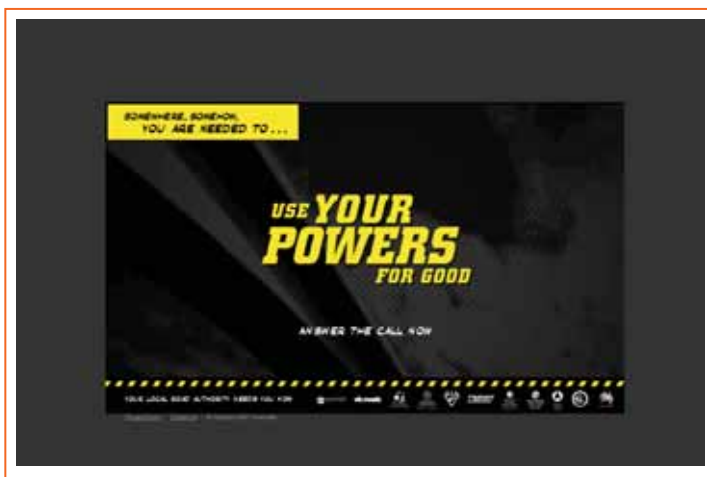 SOMEWHERE, SOMEHOW,
YOU ARE NEEDED TO...
USE YOUR
POWERS
FOR GOOD
ANSWER THE CALL NOW
YOUR LOCAL ROAD AUTHORITY NEEDS YOU NOW
vicroads